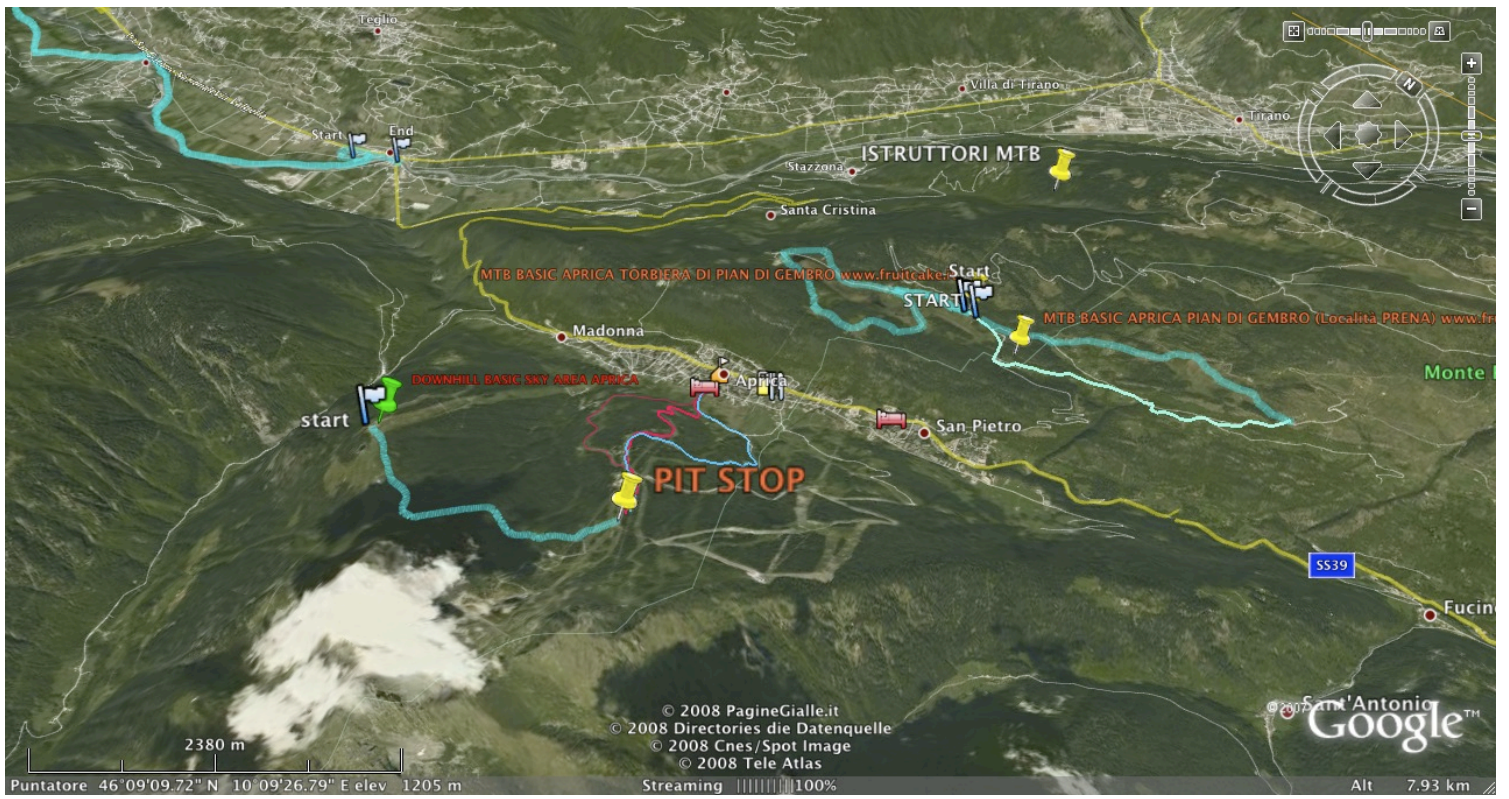 Teglio
Villa di Tirano
Tirano
N
Start
End
Stazzona
ISTRUTTORI MTB
Santa Cristina
MTB BASIC APRICA TORBIERA DI PIAN DI GEMBRO www.fruitcake.
Start
START
MTB BASIC APRICA PIAN DI GEMBRO (Località PRENA) www.fr
Madonna
Monte
DOWNHILL BASIC SKY AREA APRICA
Aprica
start
San Pietro
PIT STOP
SS39
Fucine
Sant'Antonio
© 2008 PagineGialle.it
© 2008 Directories die Datenquelle
© 2008 Cnes/Spot Image
© 2008 Tele Atlas
©2007 Google™
2380 m
Puntatore 46°09'09.72" N 10°09'26.79" E elev 1205 m
Streaming 100%
Alt 7.93 km